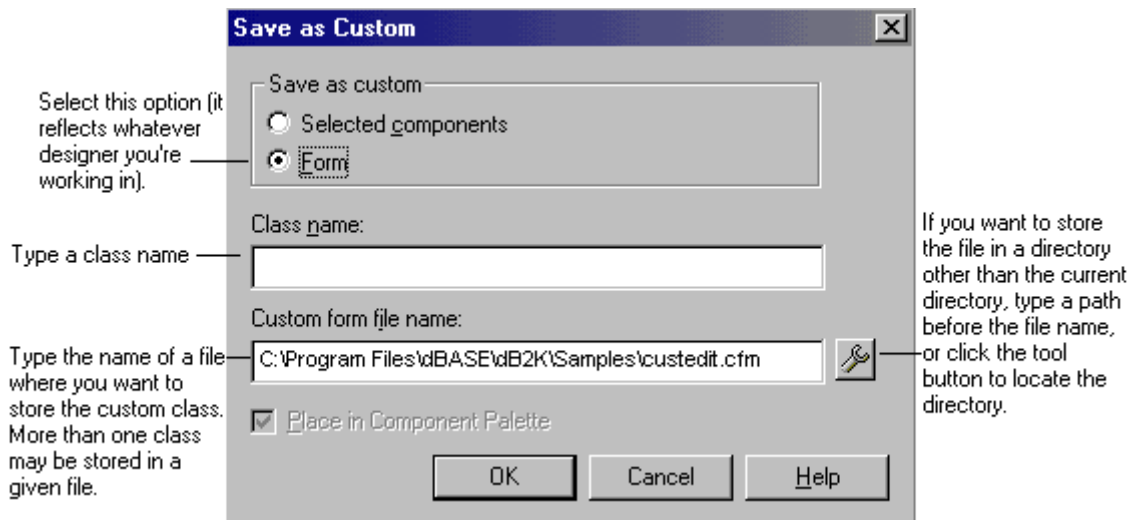 Save as Custom
Save as custom
Selected components
Form
Select this option (it
reflects whatever
designer you're
working in).
Class name:
Type a class name
Custom form file name:
C:\Program Files\dBASE\dB2K\Samples\custedit.cfm
Type the name of a file
where you want to
store the custom class.
More than one class
may be stored in a
given file.
If you want to store
the file in a directory
other than the current
directory, type a path
before the file name,
or click the tool
button to locate the
directory.
Place in Component Palette
OK
Cancel
Help